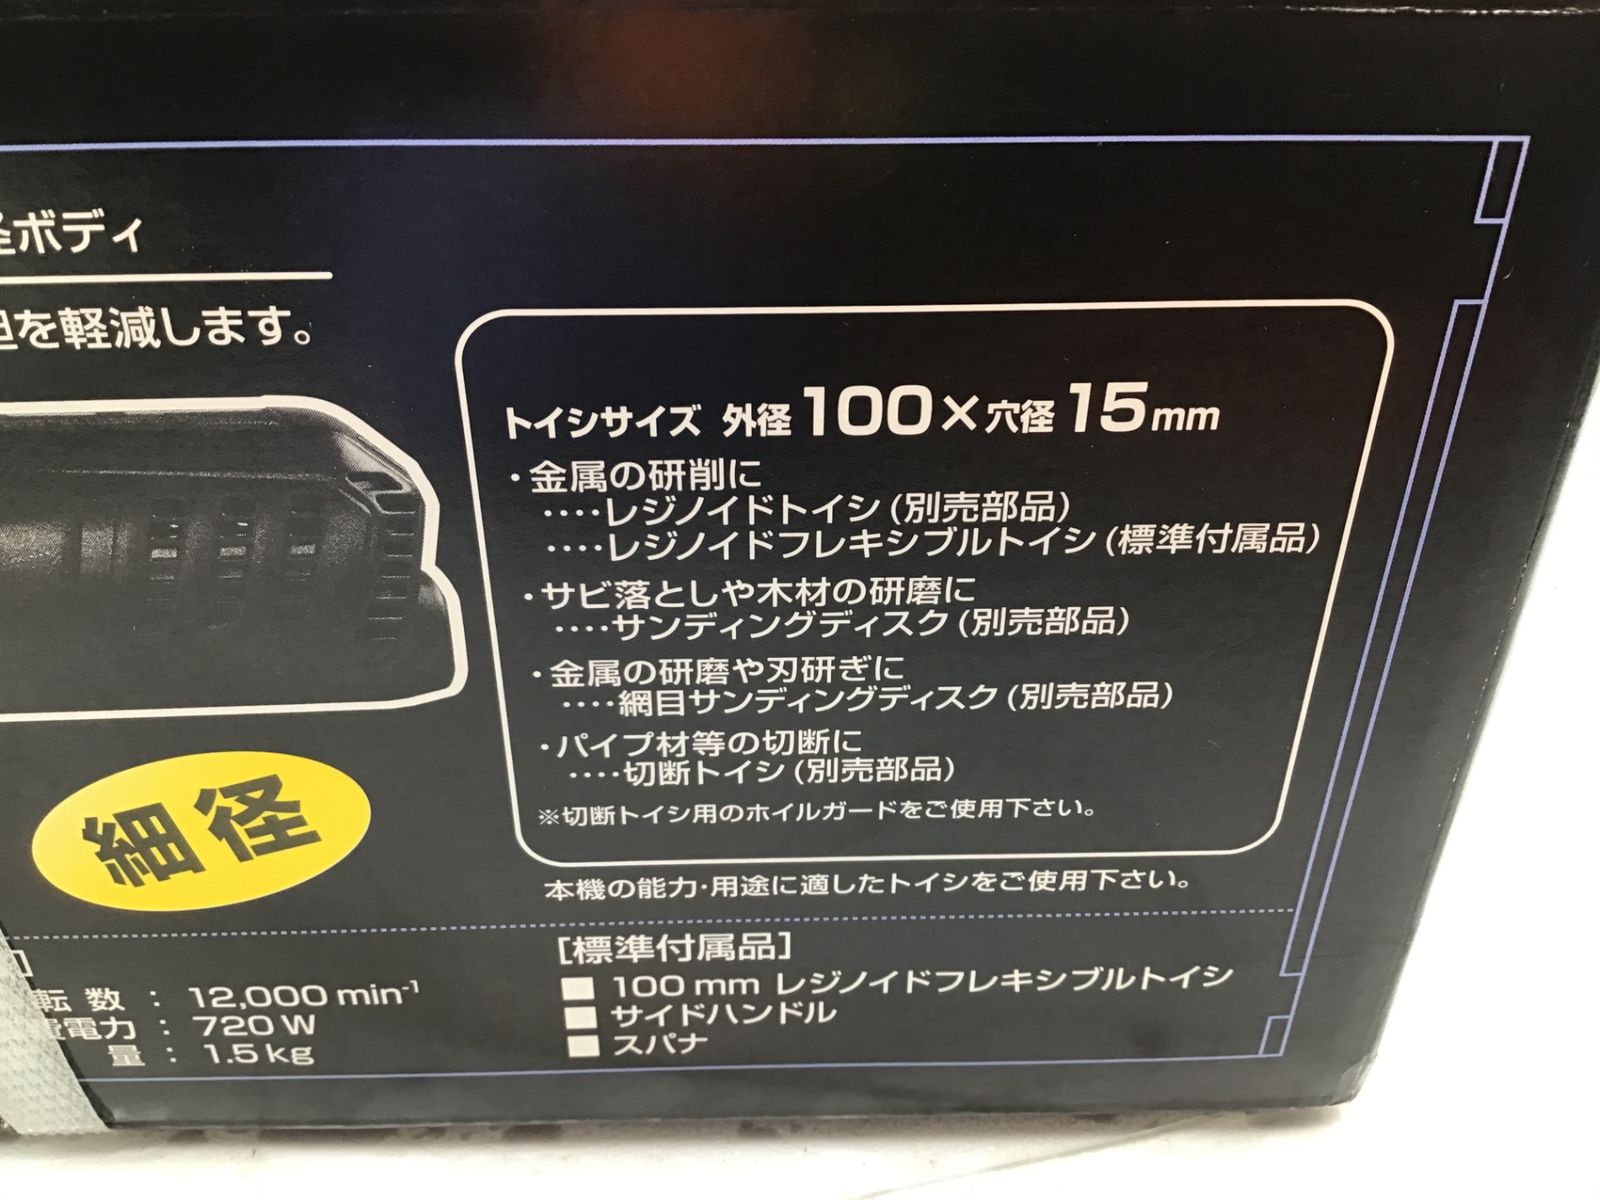 ボディ
を軽減します。
トイシサイズ 外径100×穴径15mm
・金属の研削に
‥‥レジノイドトイシ(別売部品)
‥‥レジノイドフレキシブルトイシ(標準付属品)
・サビ落としや木材の研磨に
‥‥サンディングディスク(別売部品)
・金属の研磨や刃研ぎに
‥‥網目サンディングディスク(別売部品)
・パイプ材等の切断に
‥‥切断トイシ(別売部品)
※切断トイシ用のホイルガードをご使用下さい。
本機の能力・用途に適したトイシをご使用下さい。
細径
転数：12,000min⁻¹
電力：720W
量：1.5kg
[標準付属品]
■ 100mm レジノイドフレキシブルトイシ
■ サイドハンドル
■ スパナ